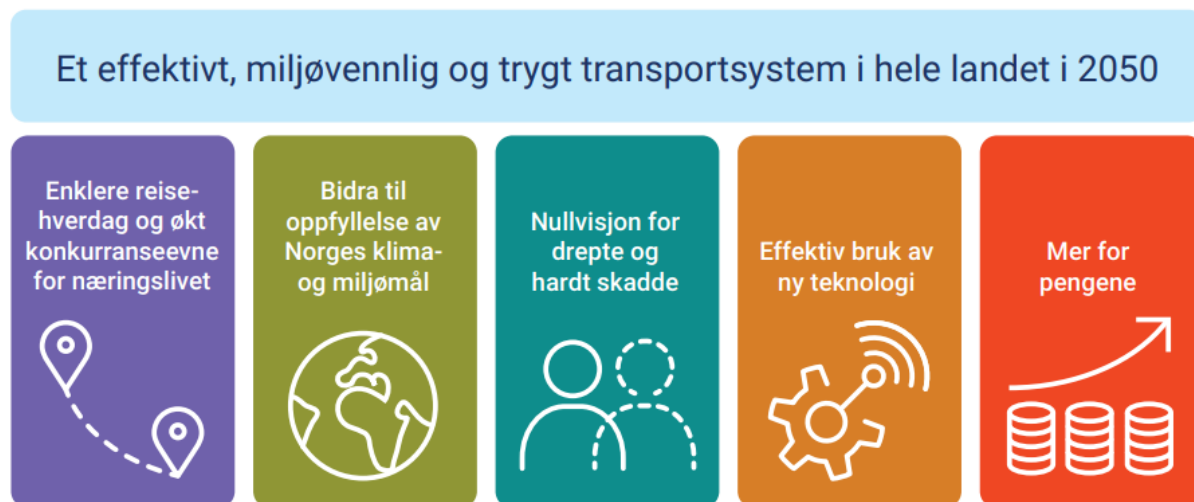 Et effektivt, miljøvennlig og trygt transportsystem i hele landet i 2050
Enklere reise-
hverdag og økt
konkurranseevne
for næringslivet
Bidra til
oppfyllelse av
Norges klima-
og miljømål
Nullvisjon for
drepte og
hardt skadde
Effektiv bruk av
ny teknologi
Mer for
pengene